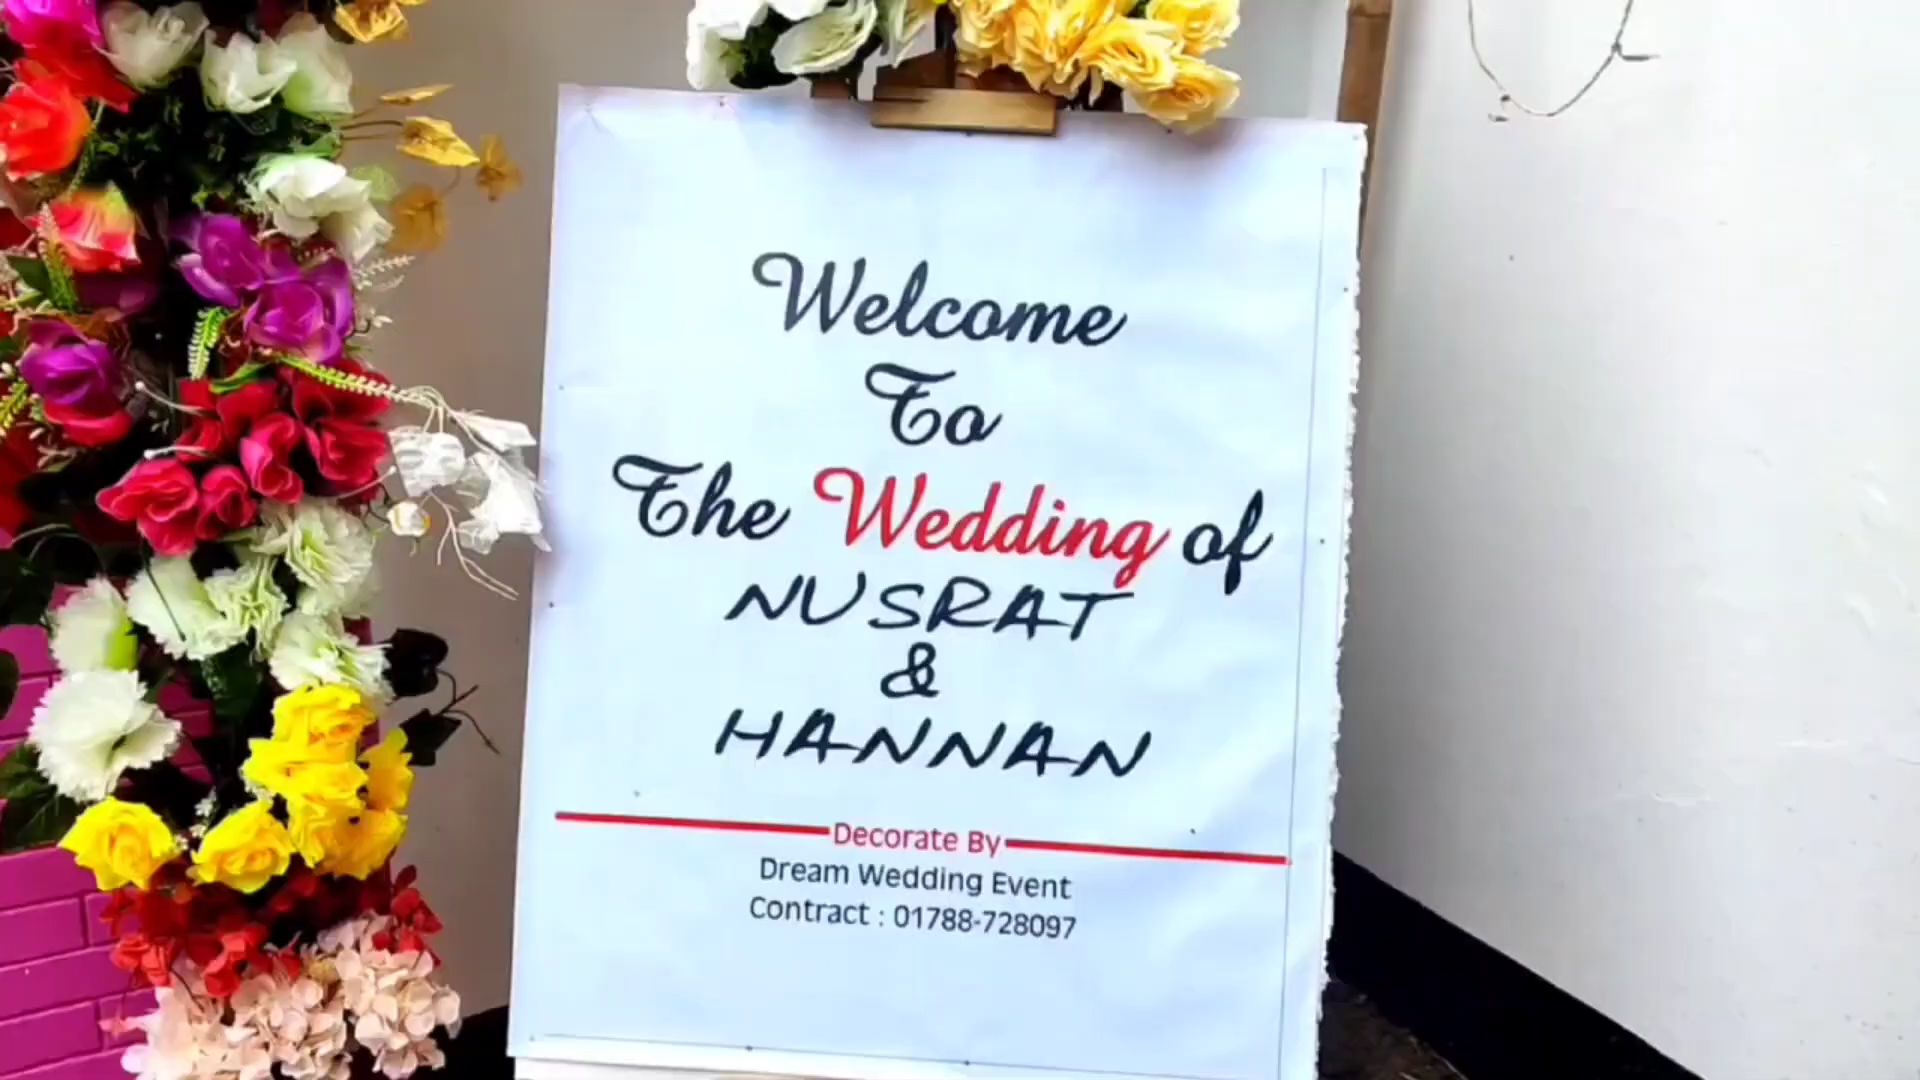 Welcome
To
The Wedding of
NUSRAT
&
HANNAN
Decorate By
Dream Wedding Event
Contract : 01788-728097